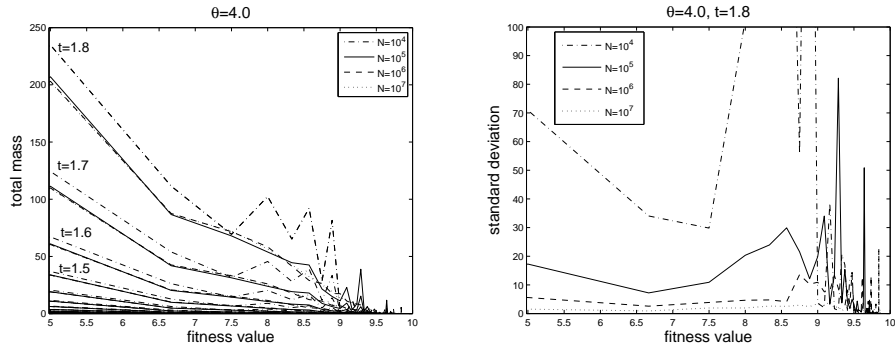 θ=4.0
250
200
150
100
50
0
total mass
t=1.8
t=1.7
t=1.6
t=1.5
N=10⁴
N=10⁵
N=10⁶
N=10⁷
5 5.5 6 6.5 7 7.5 8 8.5 9 9.5 10
fitness value
θ=4.0, t=1.8
100
90
80
70
60
50
40
30
20
10
0
standard deviation
N=10⁴
N=10⁵
N=10⁶
N=10⁷
5 5.5 6 6.5 7 7.5 8 8.5 9 9.5 10
fitness value